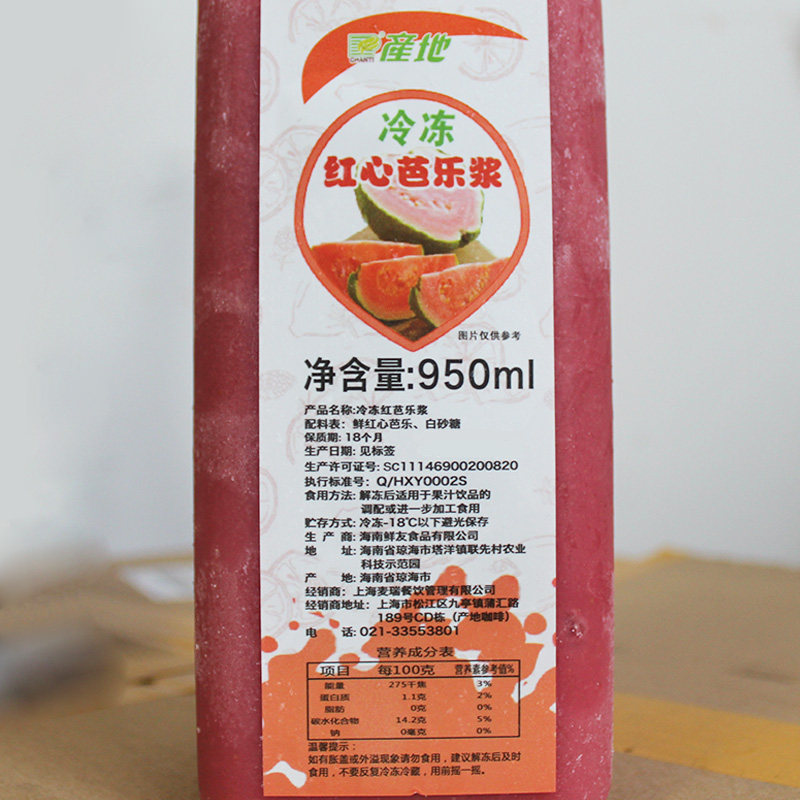 CHANTI 産地
冷冻
红心芭乐浆
图片仅供参考
净含量:950ml
产品名称:冷冻红芭乐浆
配料表: 鲜红心芭乐、白砂糖
保质期: 18个月
生产日期: 见标签
生产许可证号: SC11146900200820
执行标准号: Q/HXY0002S
食用方法: 解冻后适用于果汁饮品的
调配或进一步加工食用
贮存方式: 冷冻-18℃以下避光保存
生 产 商: 海南鲜友食品有限公司
地 址: 海南省琼海市塔洋镇联先村农业
科技示范园
产 地: 海南省琼海市
经销商: 上海麦瑞餐饮管理有限公司
经销商地址: 上海市松江区九亭镇蒲汇路
189号CD栋（产地咖啡）
电 话: 021-33553801
营养成分表
项目 每100克 营养素参考值%
能量 275千焦 3%
蛋白质 1.1克 2%
脂肪 0克 0%
碳水化合物 14.2克 5%
钠 0毫克 0%
温馨提示:
如有胀盖或外溢现象请勿食用，建议解冻后及时
食用，不要反复冷冻冷藏，用前摇一摇。